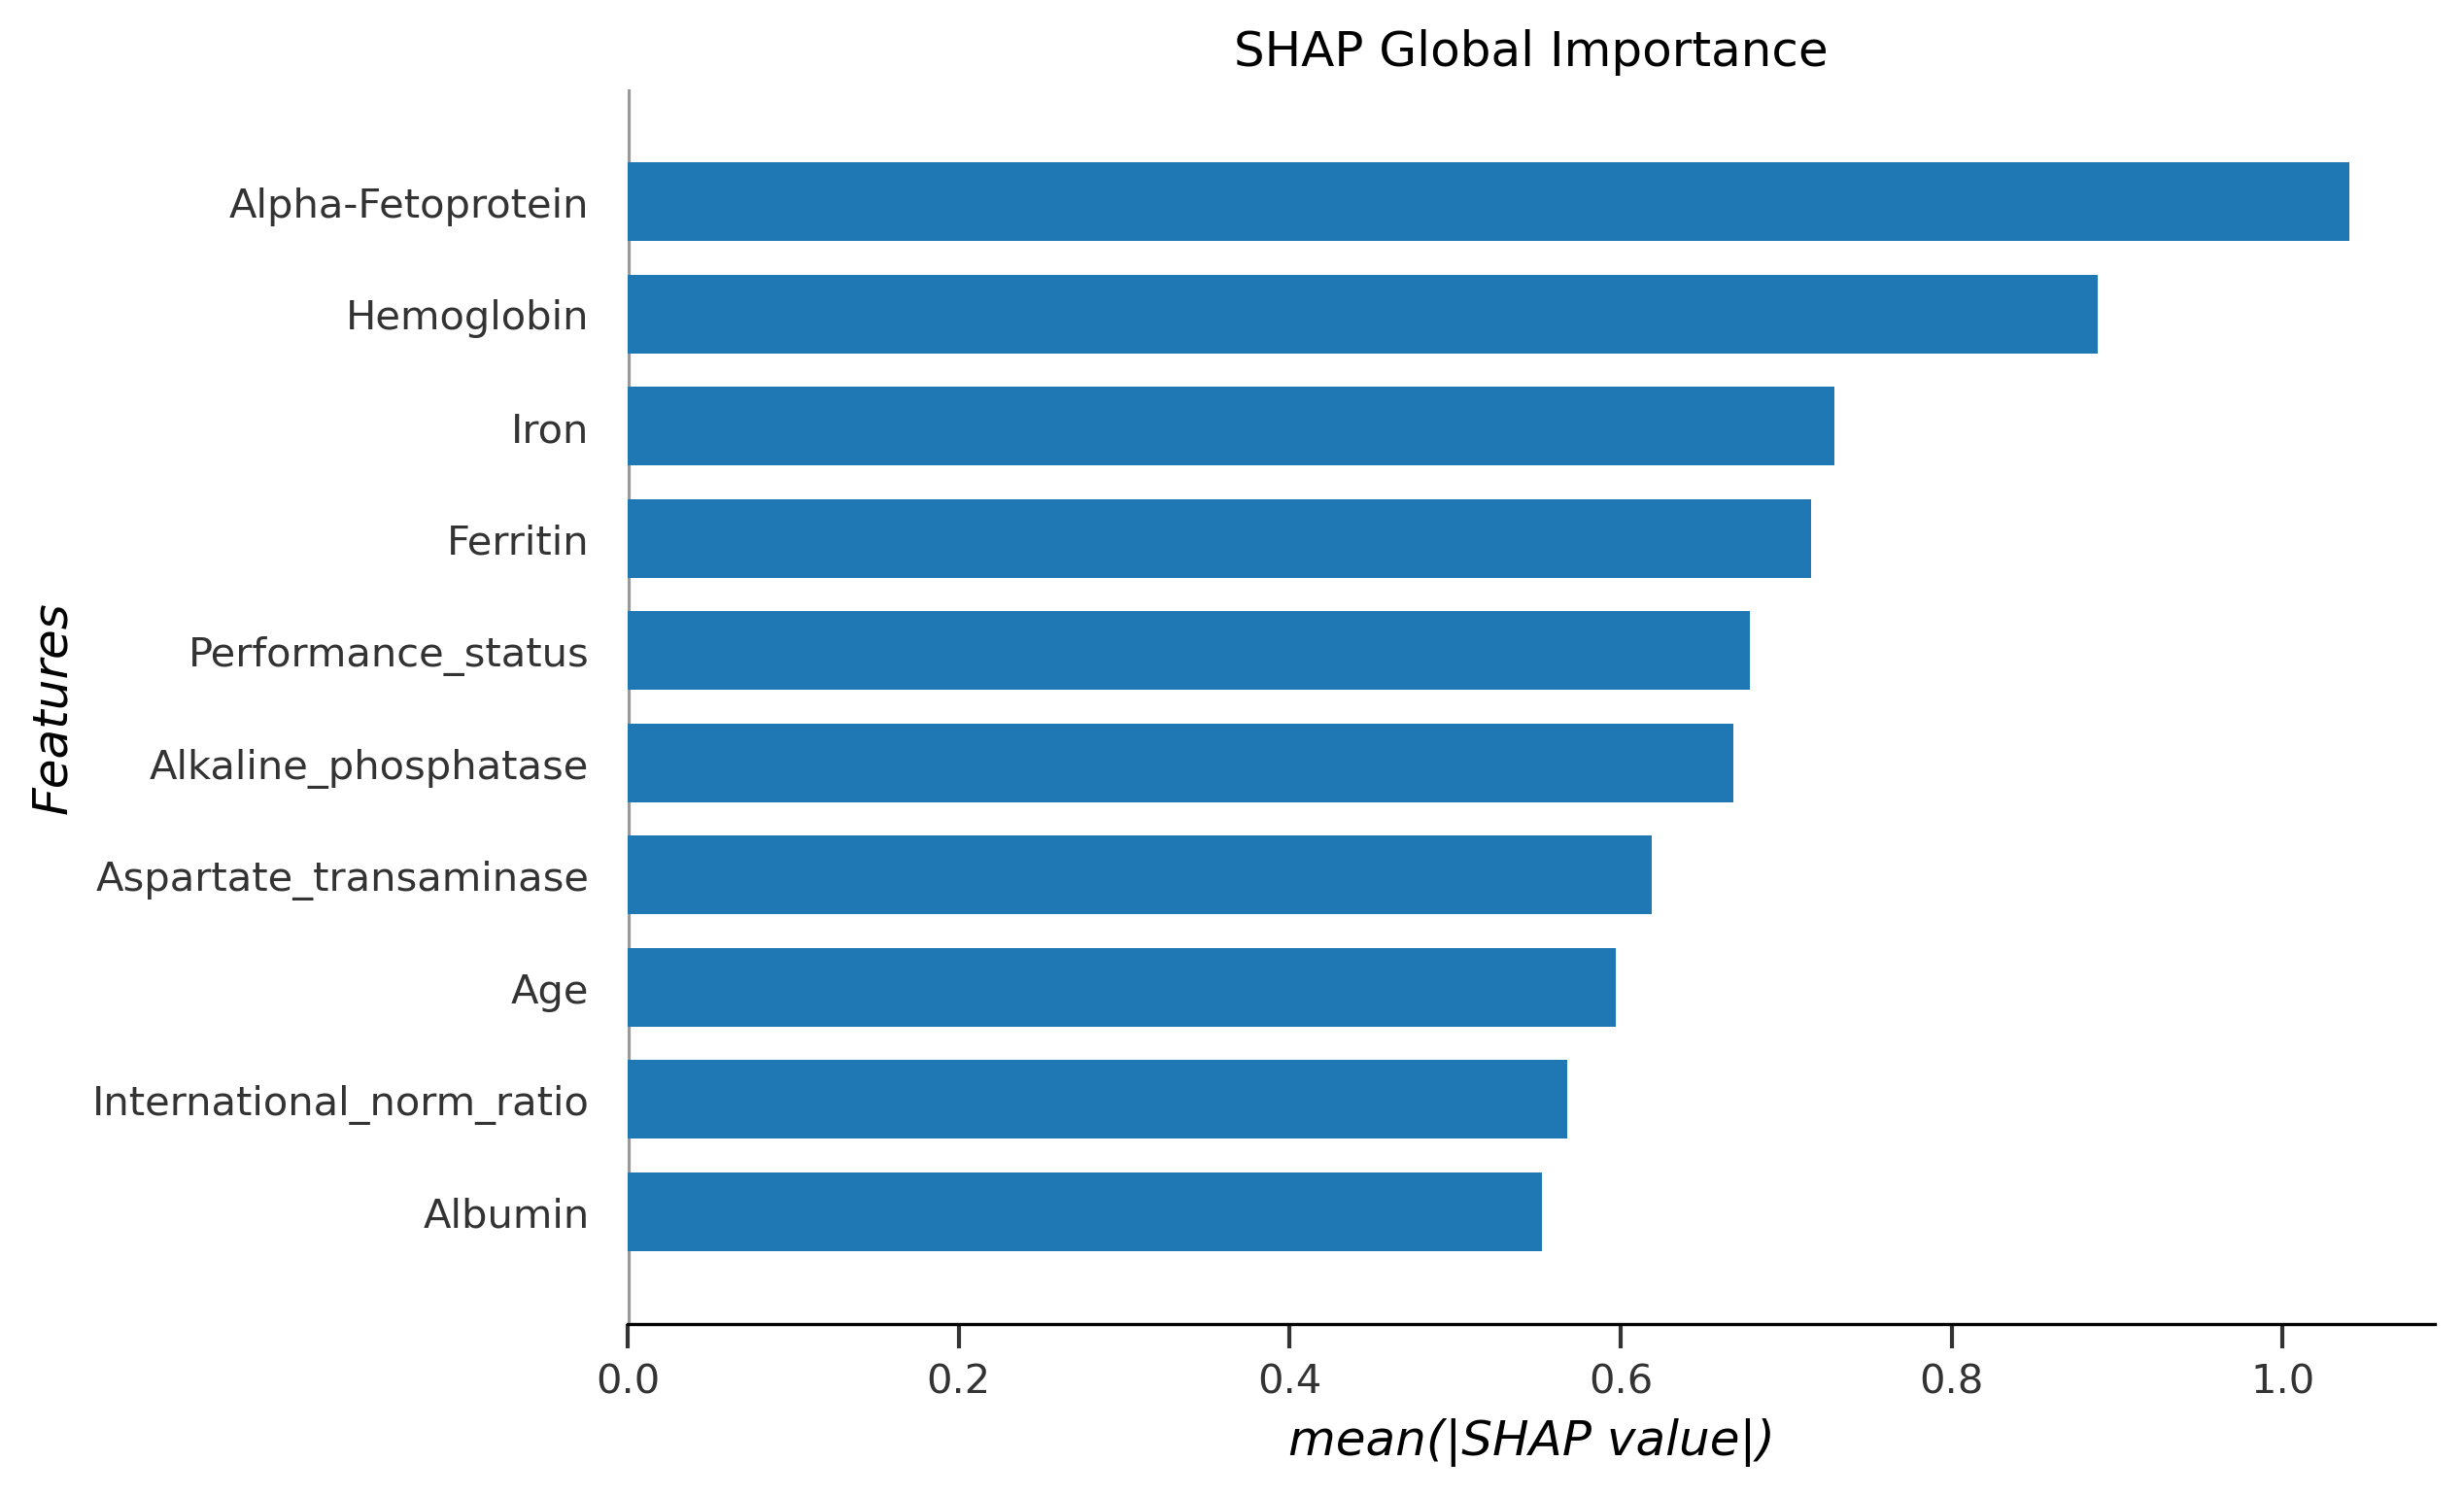 SHAP Global Importance
Alpha-Fetoprotein
Hemoglobin
Iron
Ferritin
Performance_status
Alkaline_phosphatase
Aspartate_transaminase
Age
International_norm_ratio
Albumin
Features
0.0 0.2 0.4 0.6 0.8 1.0
mean(|SHAP value|)